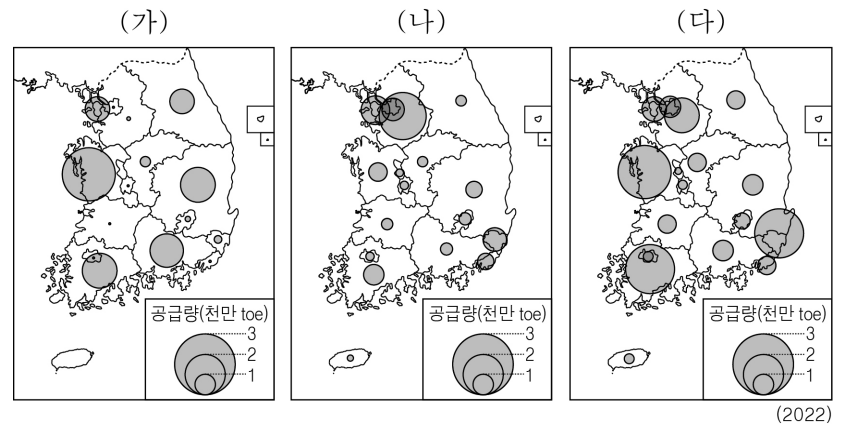 (가) (나) (다)
공급량(천만 toe) 공급량(천만 toe) 공급량(천만 toe)
3 3 3
2 2 2
1 1 1
(2022)